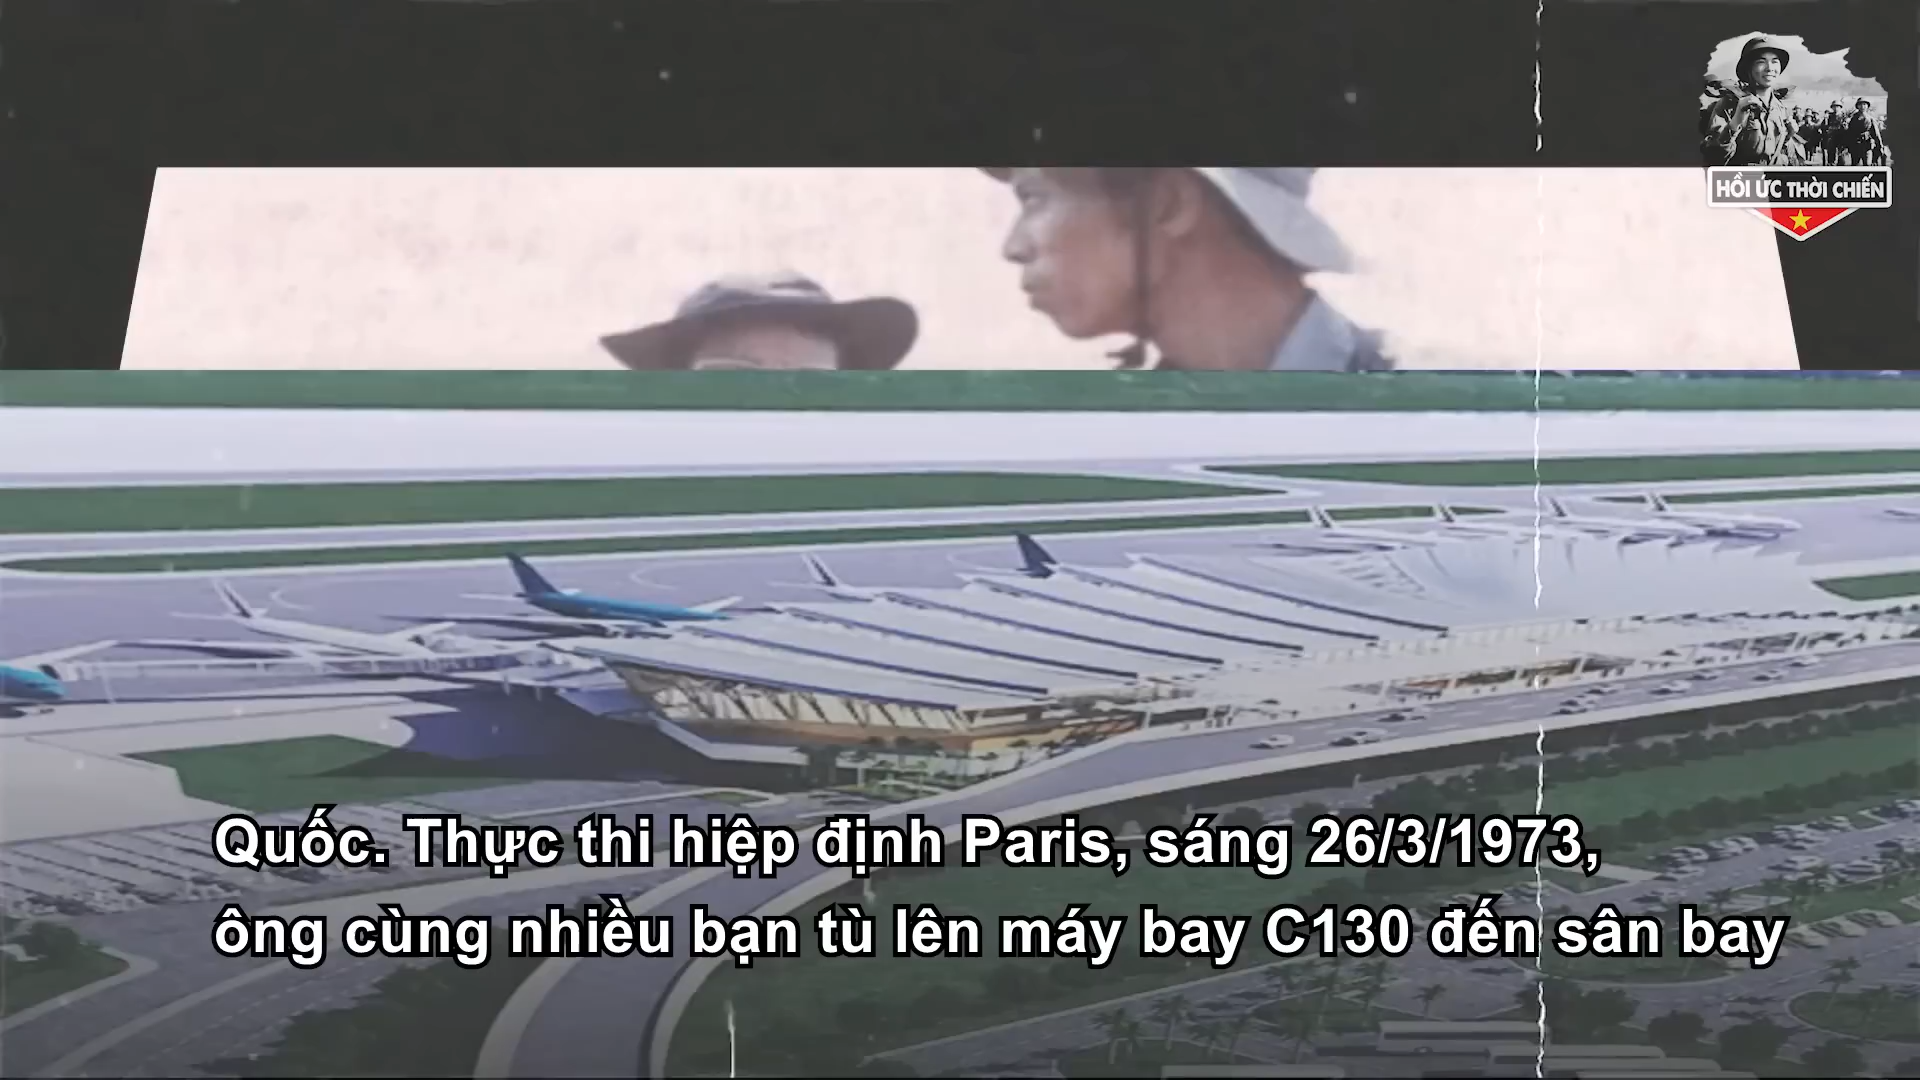 HỒI ỨC THỜI CHIẾN
Quốc. Thực thi hiệp định Paris, sáng 26/3/1973,
ông cùng nhiều bạn tù lên máy bay C130 đến sân bay